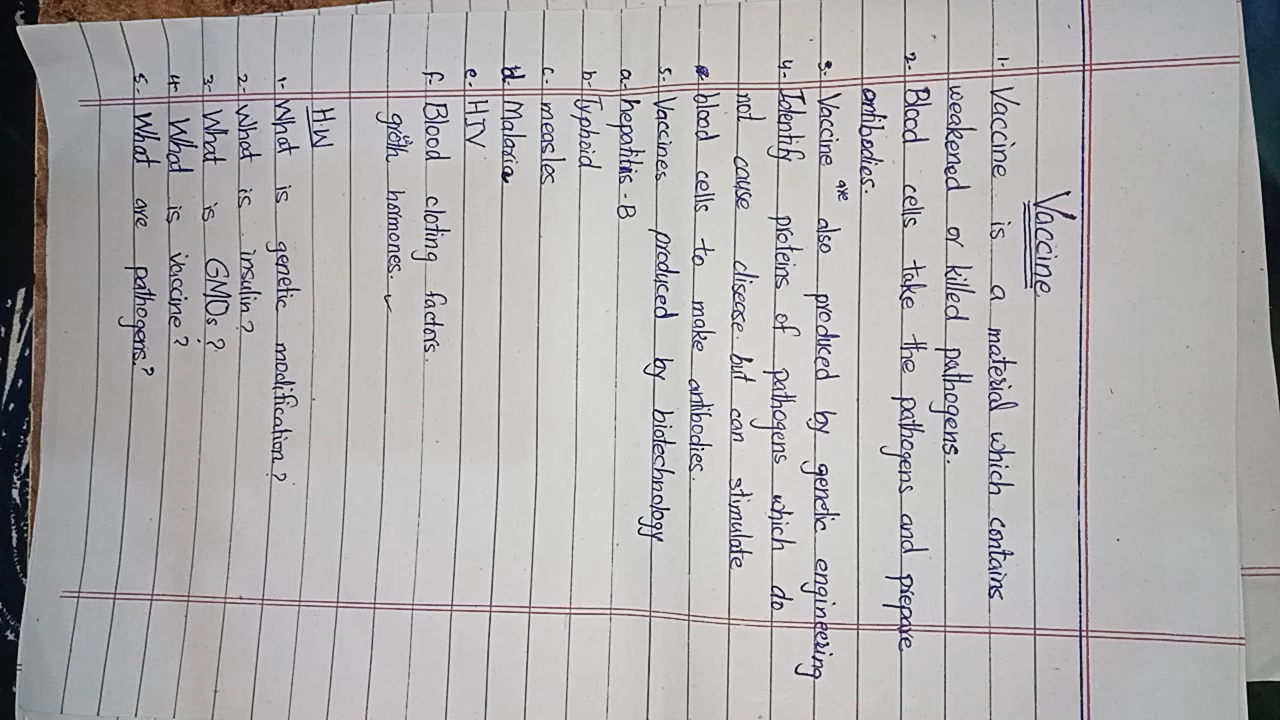 Vaccine
1. Vaccine is a material which contains
weakened or killed pathogens.
2. Blood cells take the pathogens and prepare
antibodies.
3. Vaccine are also produced by genetic engineering
4. Identify proteins of pathogens which do
not cause disease but can stimulate
blood cells to make antibodies.
5. Vaccines produced by biotechnology
a. hepatitis-B
b. Typhoid
c. measles
d. Malaria
e. HIV
f. Blood cloting factors.
groth hormones.
H.W
1. What is genetic modification?
2. What is insulin?
3. What is GMOs?
4. What is vaccine?
5. What are pathogens?